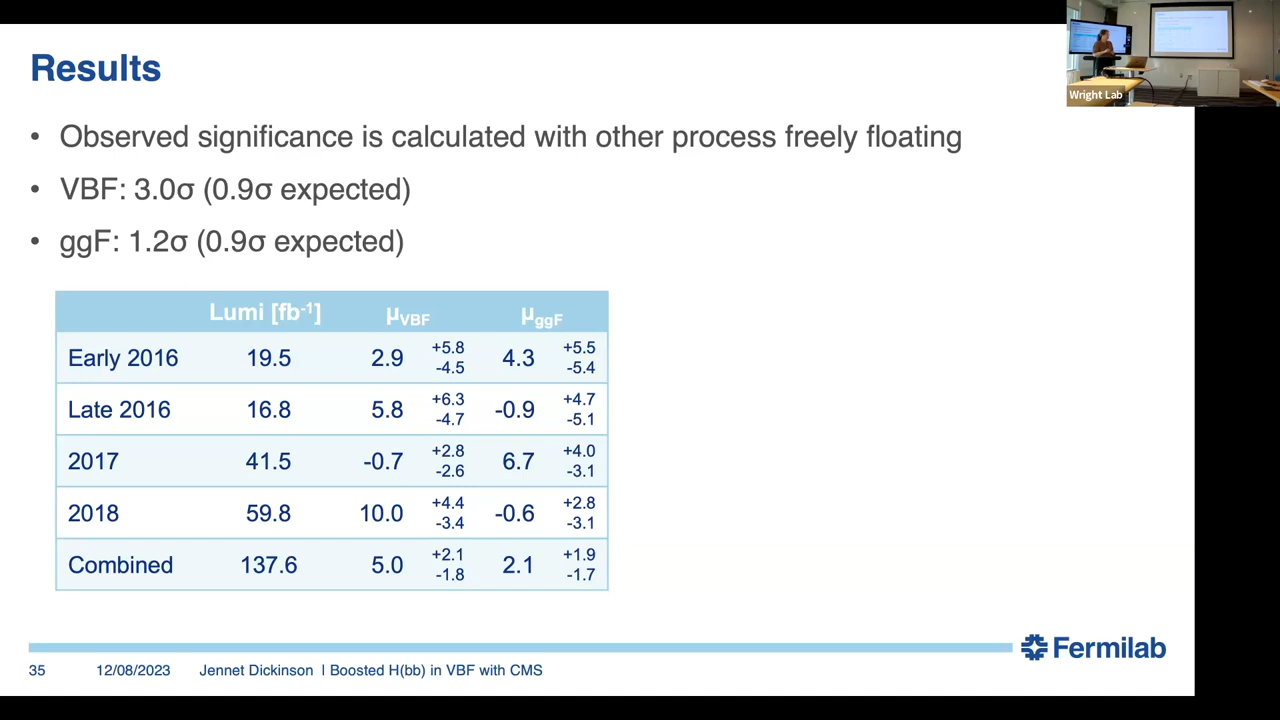 Results
Wright Lab
• Observed significance is calculated with other process freely floating
• VBF: 3.0σ (0.9σ expected)
• ggF: 1.2σ (0.9σ expected)
Lumi [fb⁻¹] μVBF μggF
Early 2016 19.5 2.9 +5.8 -4.5 4.3 +5.5 -5.4
Late 2016 16.8 5.8 +6.3 -4.7 -0.9 +4.7 -5.1
2017 41.5 -0.7 +2.8 -2.6 6.7 +4.0 -3.1
2018 59.8 10.0 +4.4 -3.4 -0.6 +2.8 -3.1
Combined 137.6 5.0 +2.1 -1.8 2.1 +1.9 -1.7
Fermilab
35 12/08/2023 Jennet Dickinson | Boosted H(bb) in VBF with CMS